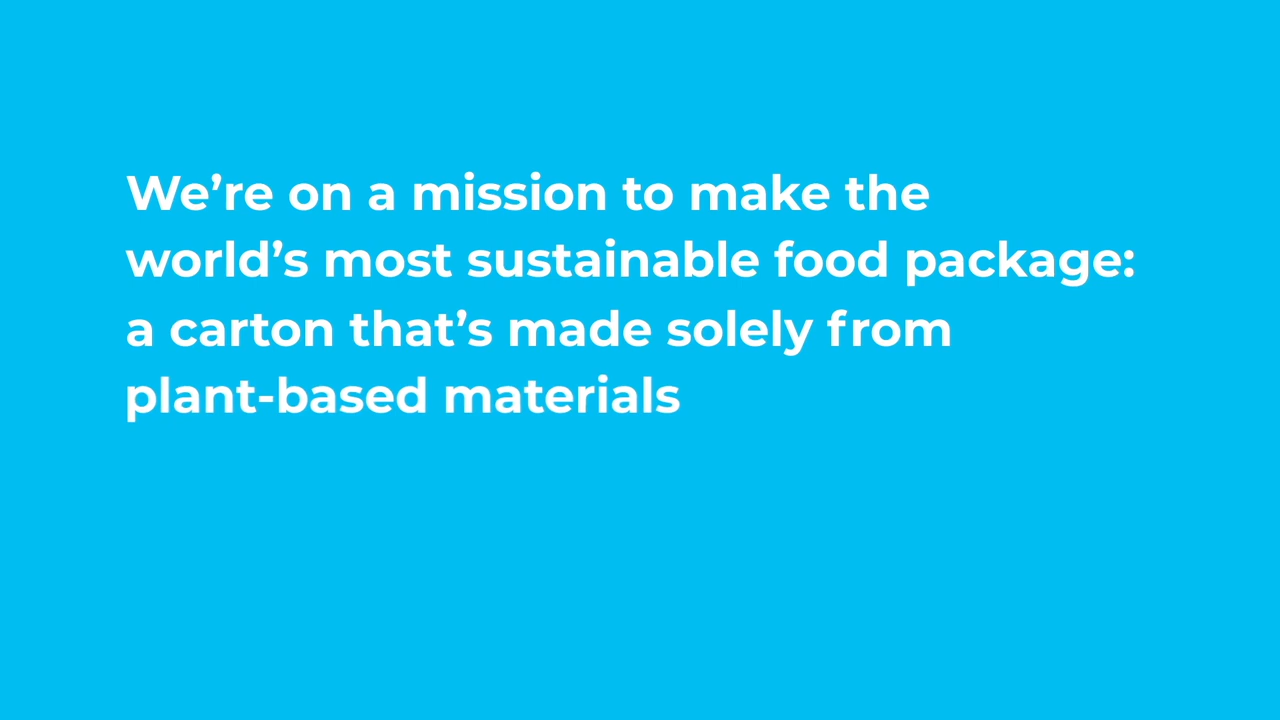 We’re on a mission to make the
world’s most sustainable food package:
a carton that’s made solely from
plant-based materials